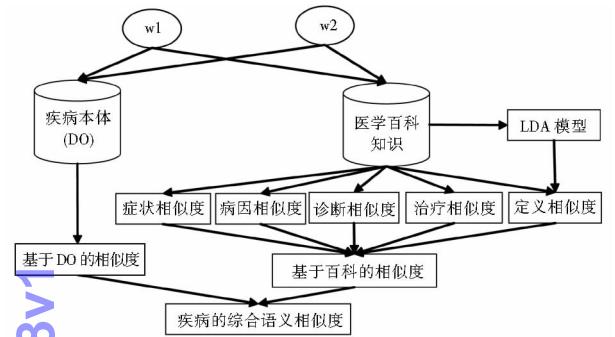 w1
w2
疾病本体
(DO)
医学百科
知识
LDA 模型
症状相似度
病因相似度
诊断相似度
治疗相似度
定义相似度
基于DO的相似度
基于百科的相似度
疾病的综合语义相似度
3v1